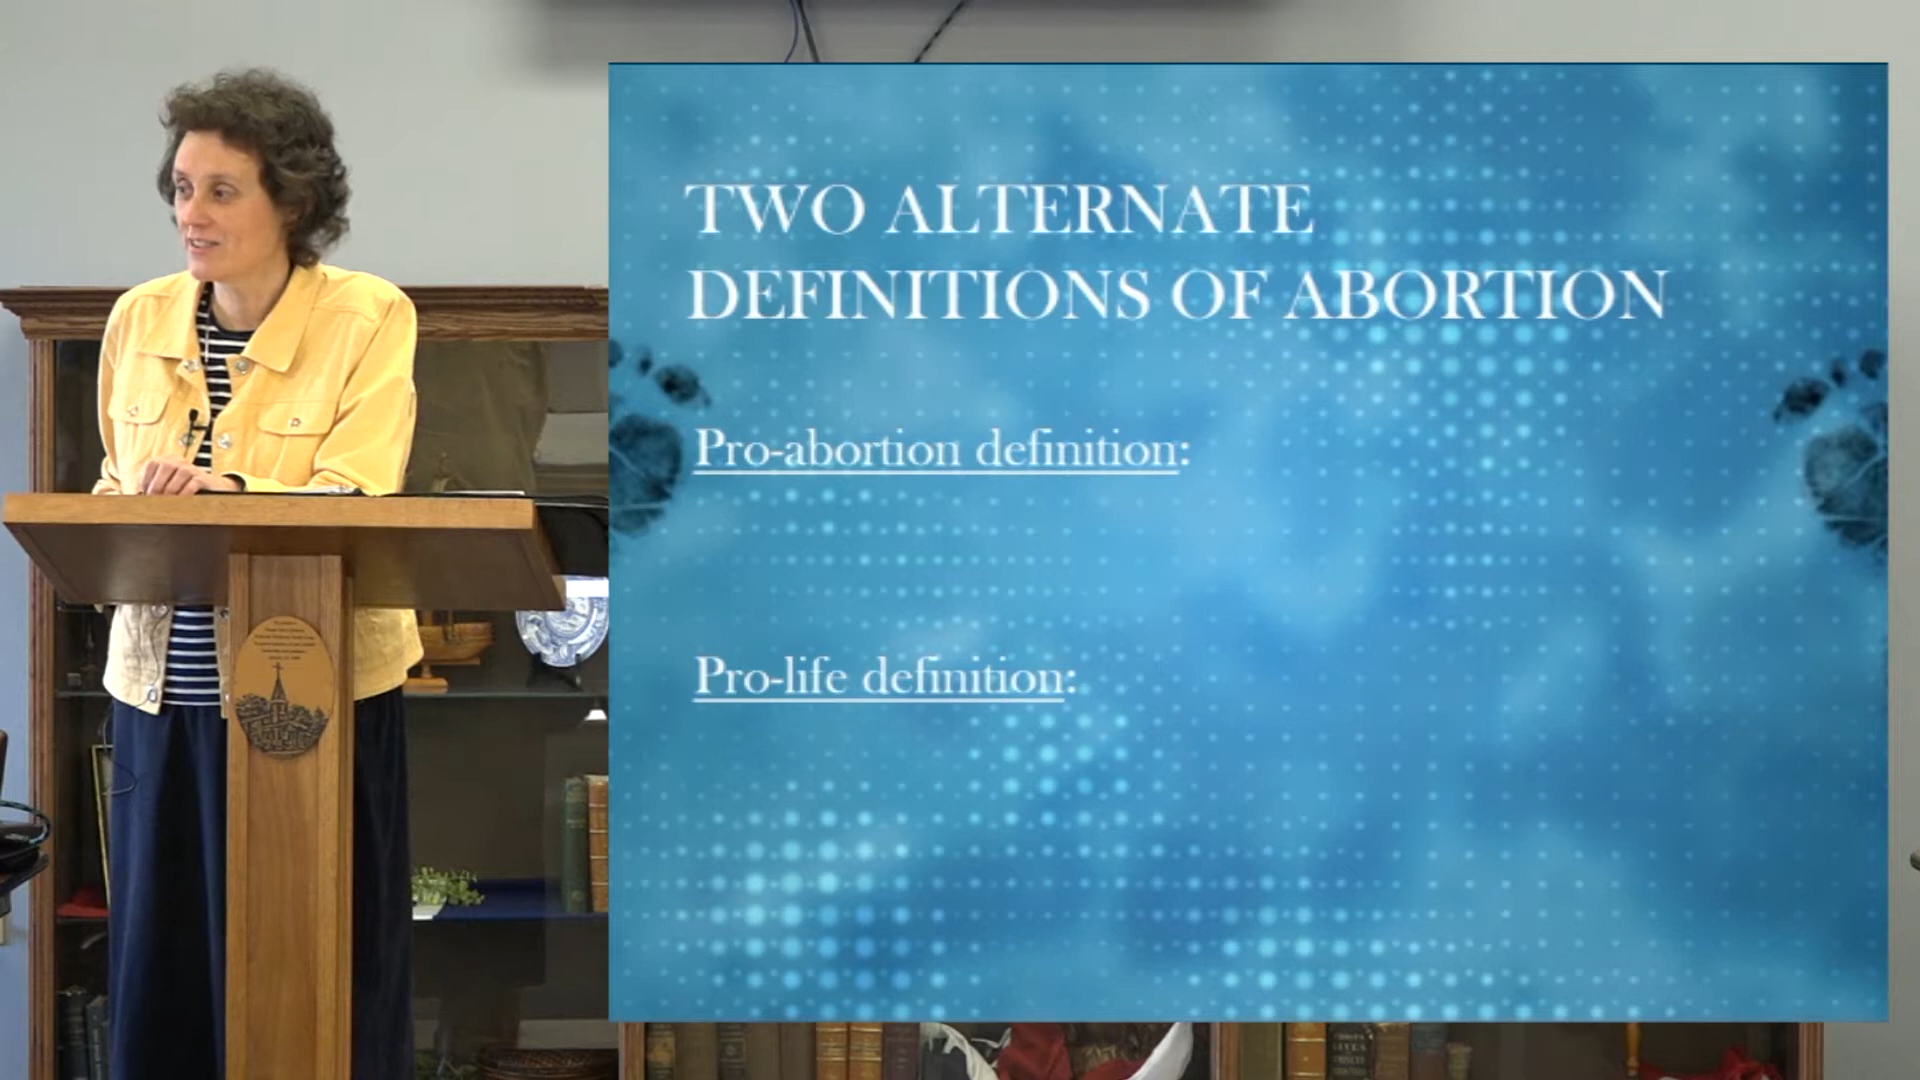 TWO ALTERNATE
DEFINITIONS OF ABORTION
Pro-abortion definition:
Pro-life definition: